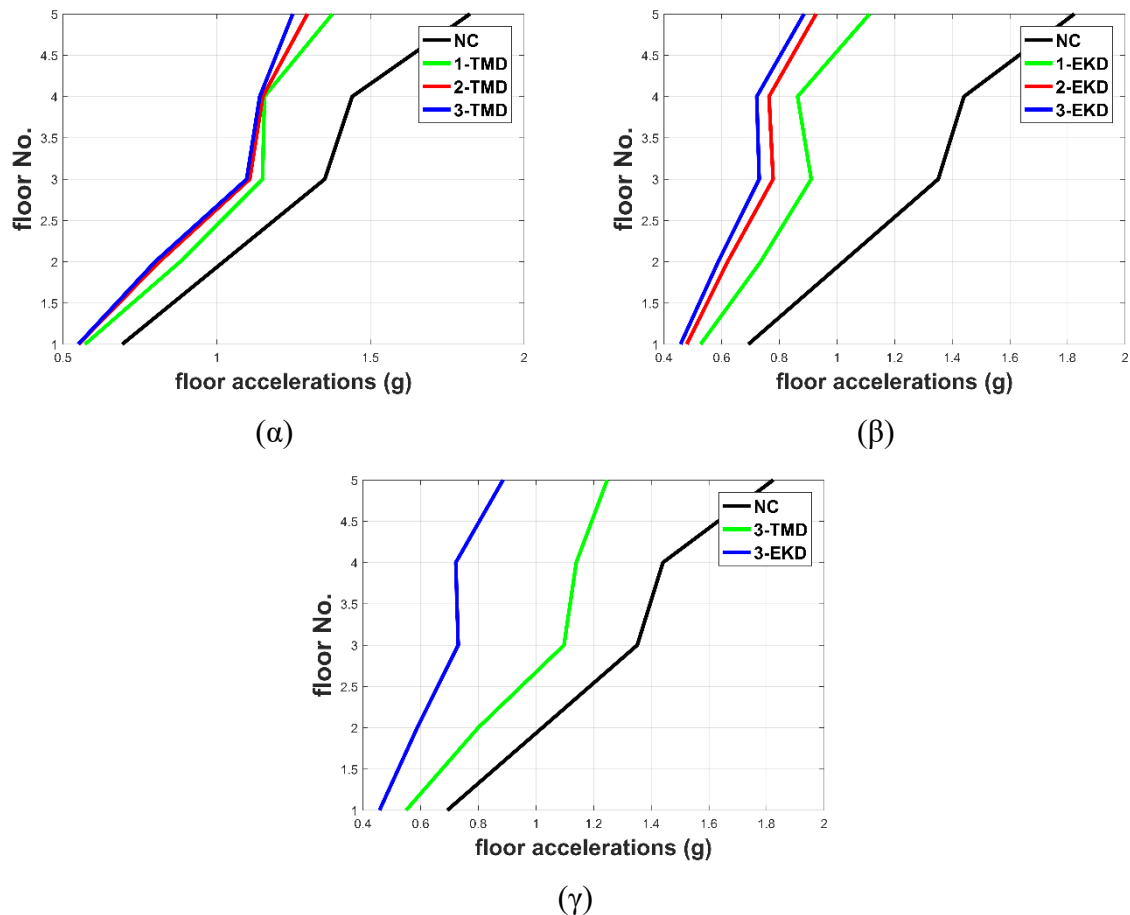 5
4.5
4
3.5
3
2.5
2
1.5
1
floor No.
0.5
1
1.5
2
floor accelerations (g)
NC
1-TMD
2-TMD
3-TMD
(α)
5
4.5
4
3.5
3
2.5
2
1.5
1
floor No.
0.4
0.6
0.8
1
1.2
1.4
1.6
1.8
2
floor accelerations (g)
NC
1-EKD
2-EKD
3-EKD
(β)
5
4.5
4
3.5
3
2.5
2
1.5
1
floor No.
0.4
0.6
0.8
1
1.2
1.4
1.6
1.8
2
floor accelerations (g)
NC
3-TMD
3-EKD
(γ)